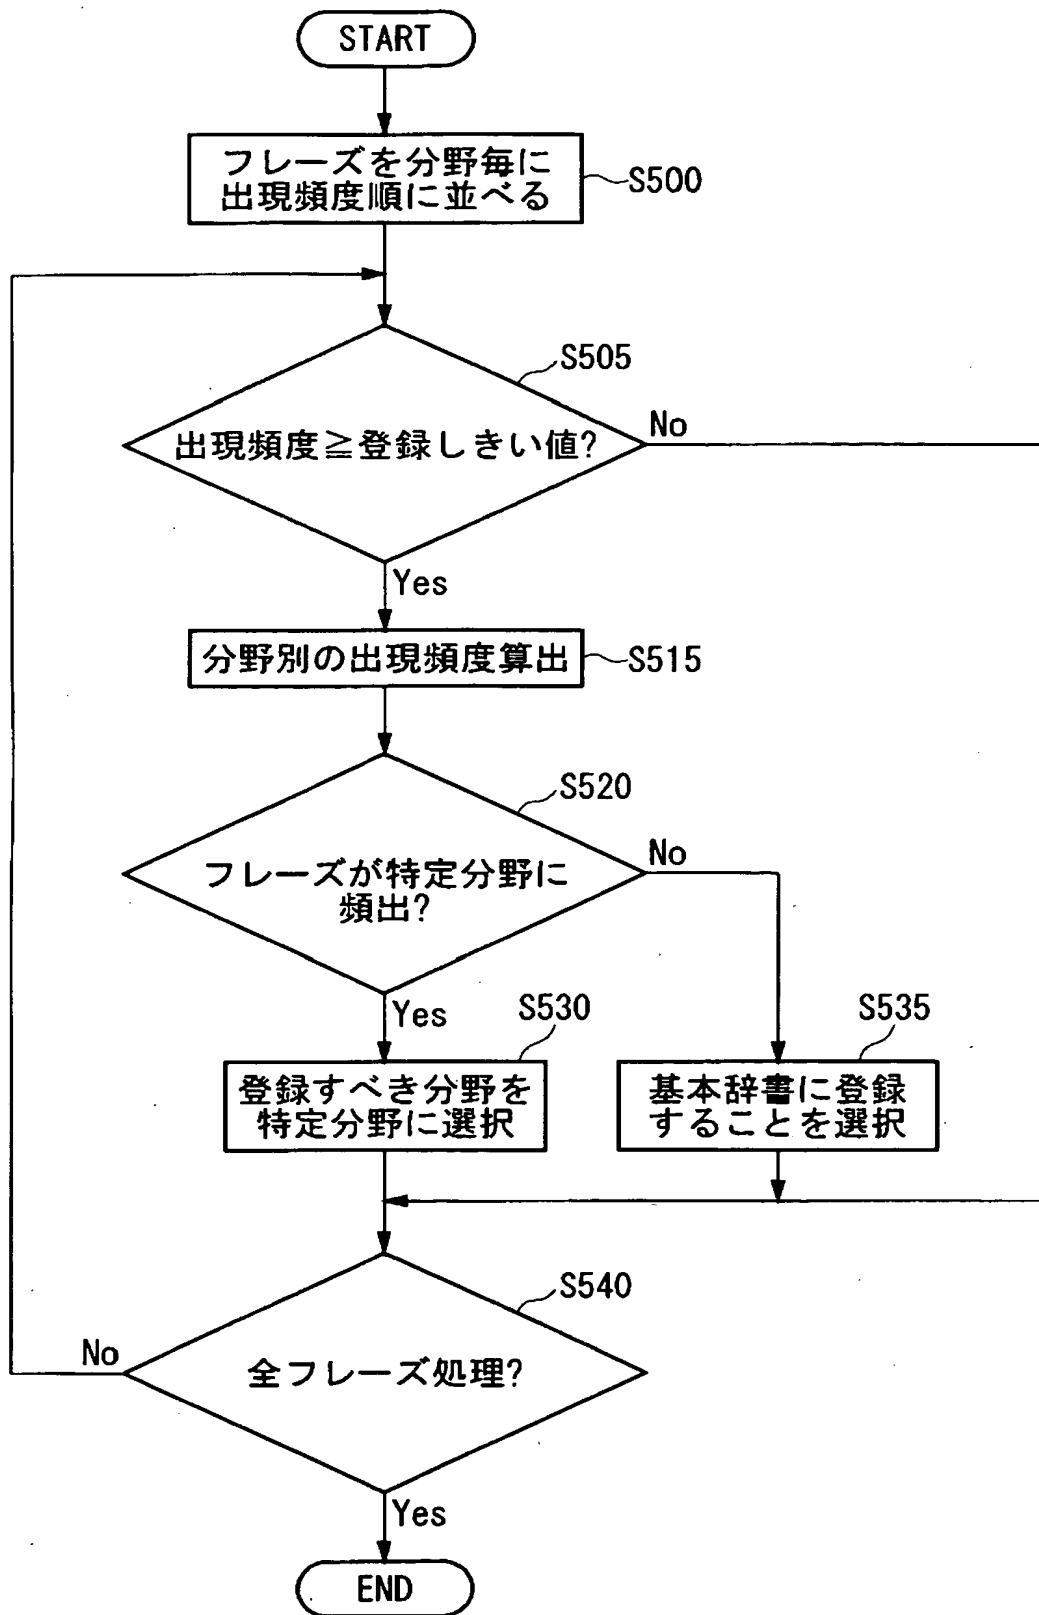 START
フレーズを分野毎に
出現頻度順に並べる
S500
S505
出現頻度≧登録しきい値?
No
Yes
分野別の出現頻度算出
S515
S520
フレーズが特定分野に
頻出?
No
Yes
S530
登録すべき分野を
特定分野に選択
S535
基本辞書に登録
することを選択
S540
全フレーズ処理?
No
Yes
END